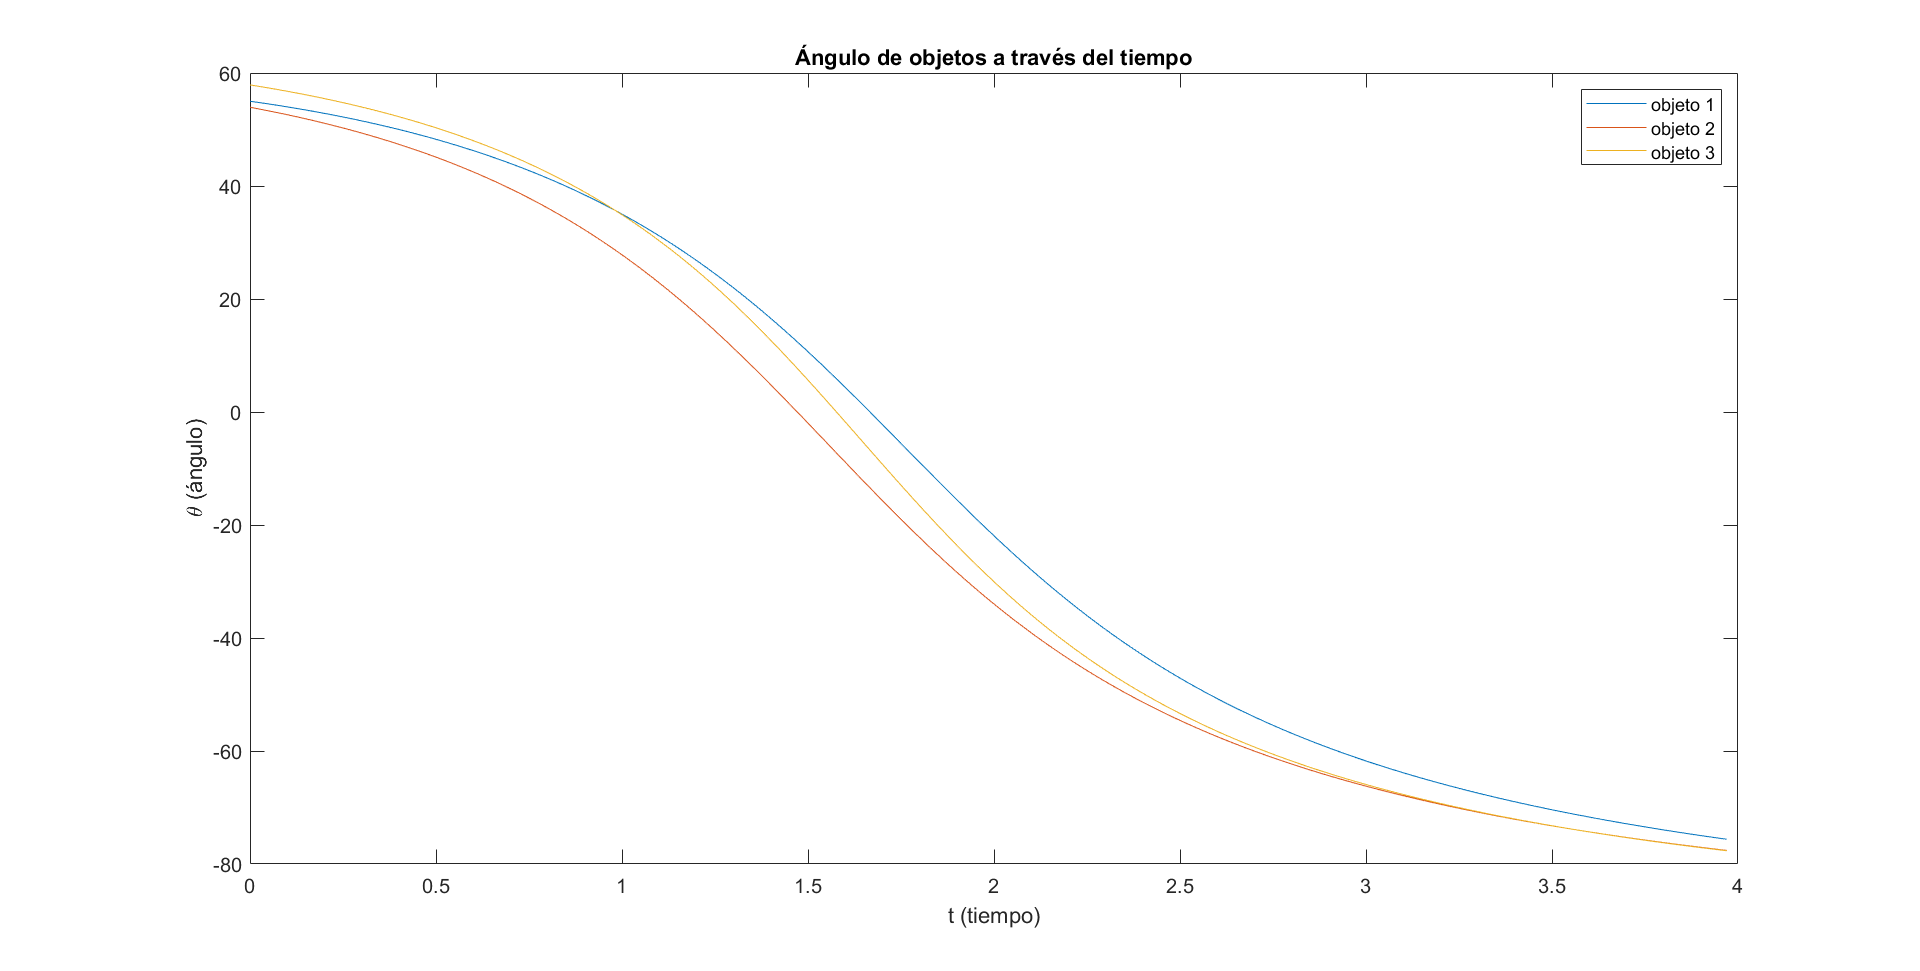 Ángulo de objetos a través del tiempo
objeto 1
objeto 2
objeto 3
60
40
20
0
-20
-40
-60
-80
θ (ángulo)
0
0.5
1
1.5
2
2.5
3
3.5
4
t (tiempo)